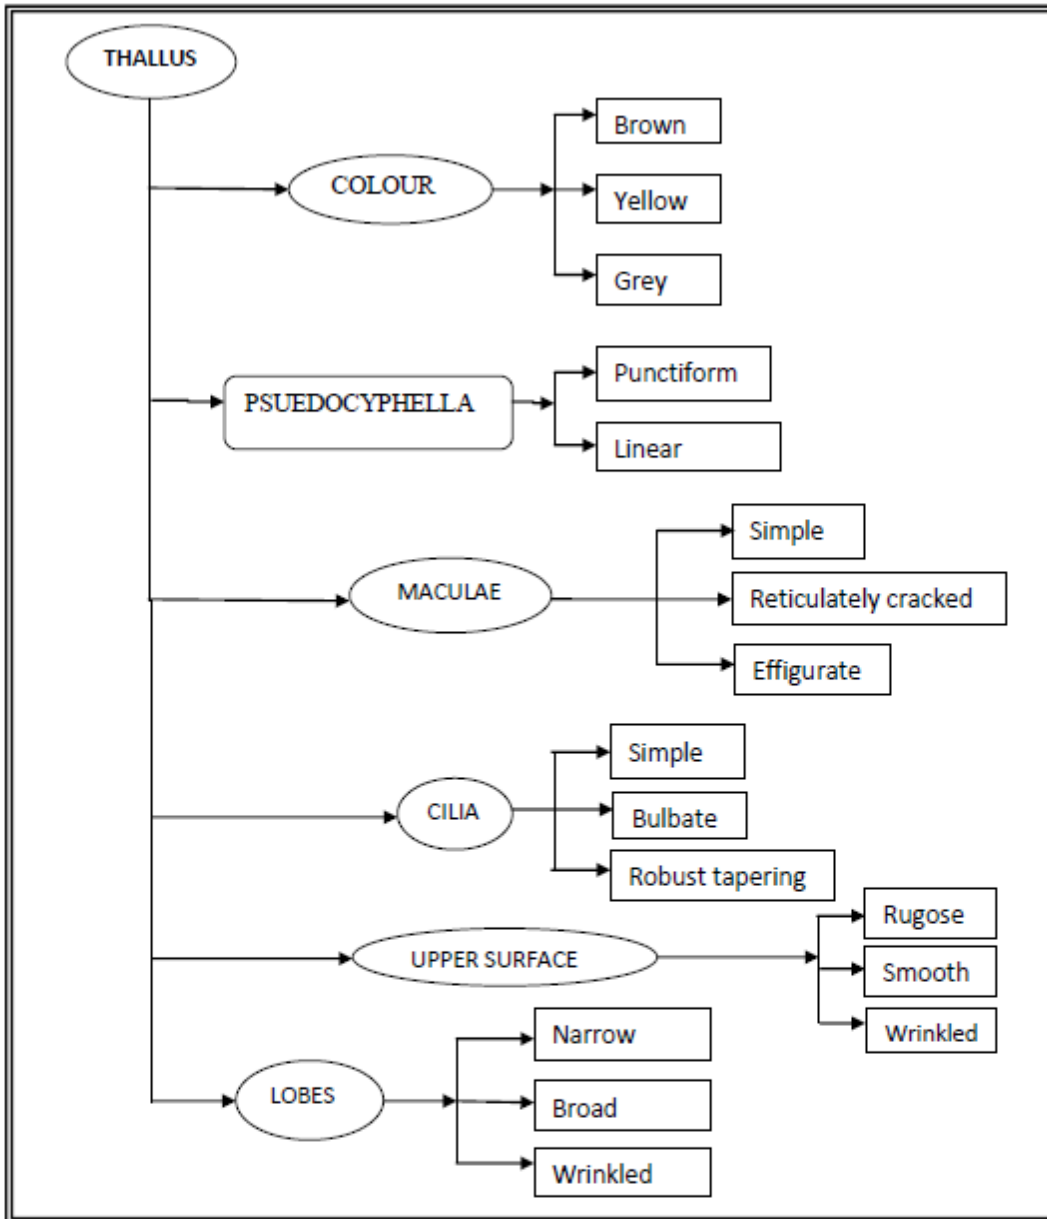 THALLUS
COLOUR
Brown
Yellow
Grey
PSUEDOCYPHELLA
Punctiform
Linear
MACULAE
Simple
Reticulately cracked
Effigurate
CILIA
Simple
Bulbate
Robust tapering
UPPER SURFACE
Rugose
Smooth
Wrinkled
LOBES
Narrow
Broad
Wrinkled